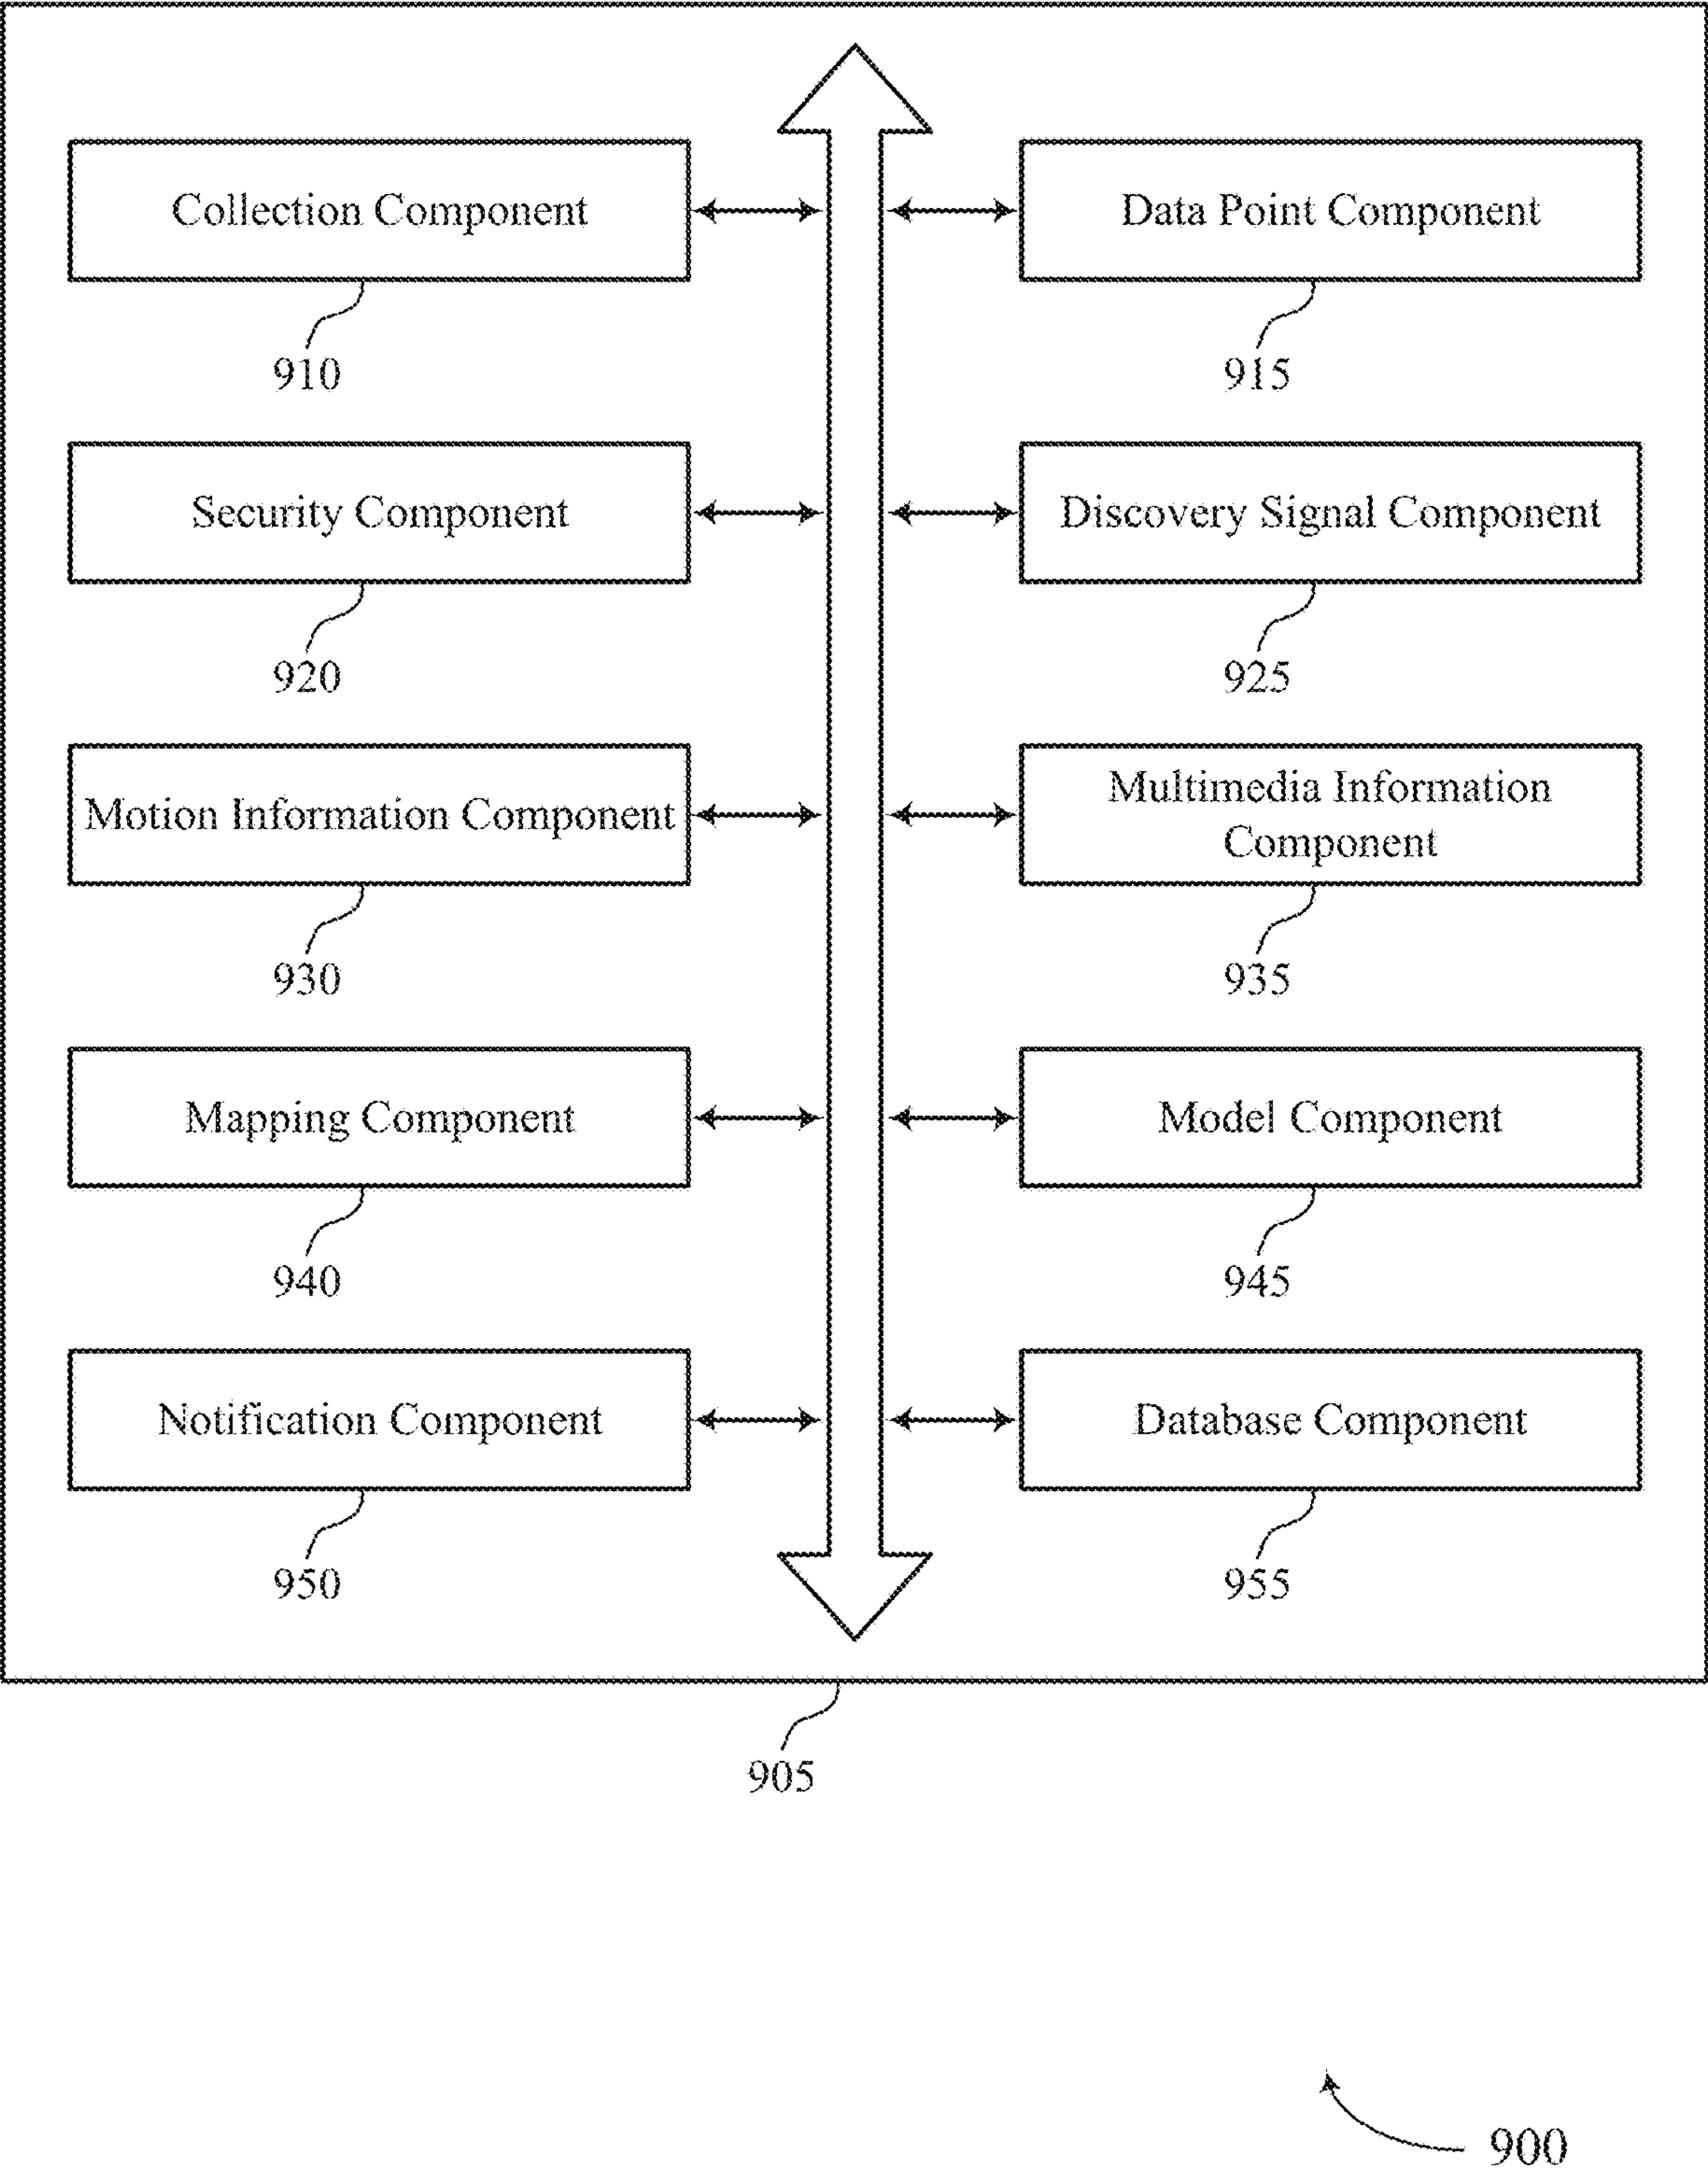 Collection Component
Data Point Component
910
915
Security Component
Discovery Signal Component
920
925
Motion Information Component
Multimedia Information
Component
930
935
Mapping Component
Model Component
940
945
Notification Component
Database Component
950
955
905
900